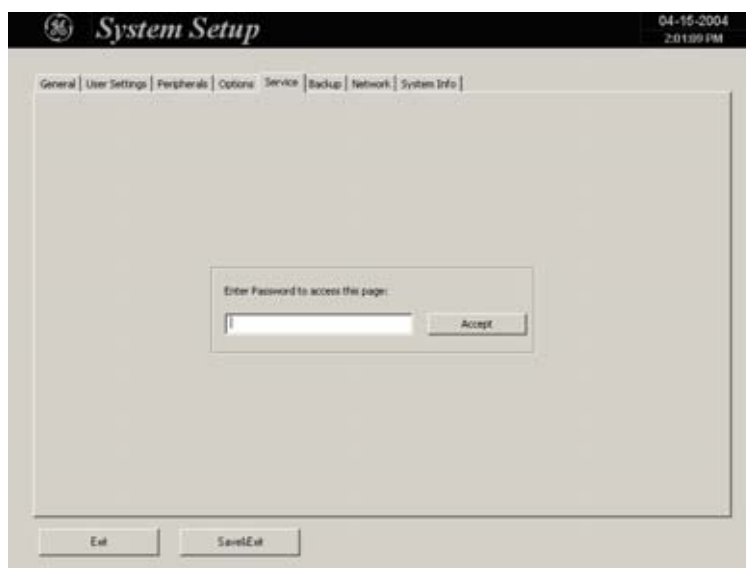 GE System Setup 04-15-2004
2:01:09 PM
General User Settings Peripherals Options Service Backup Network System Info
Enter Password to access this page:
Accept
Exit Save&Exit